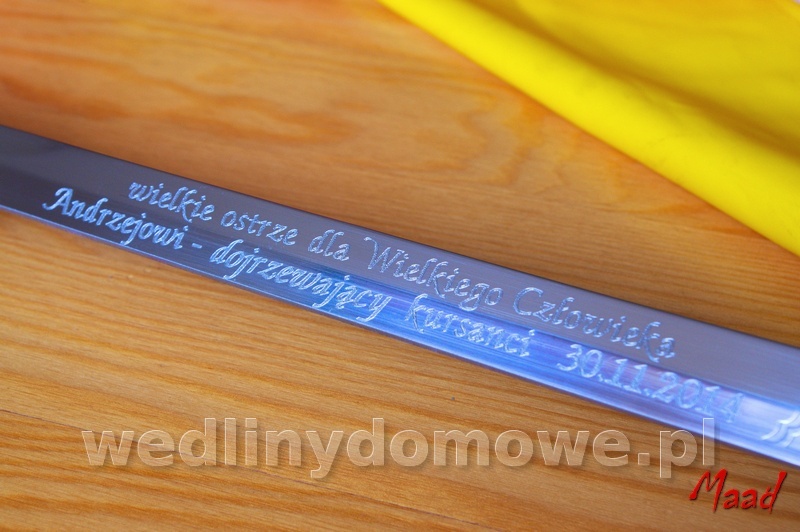 wielkie ostrze dla Wielkiego Człowieka
Andrzejowi - dojrzewający kursanci 30.11.2014
wedlinydomowe.pl
Maad